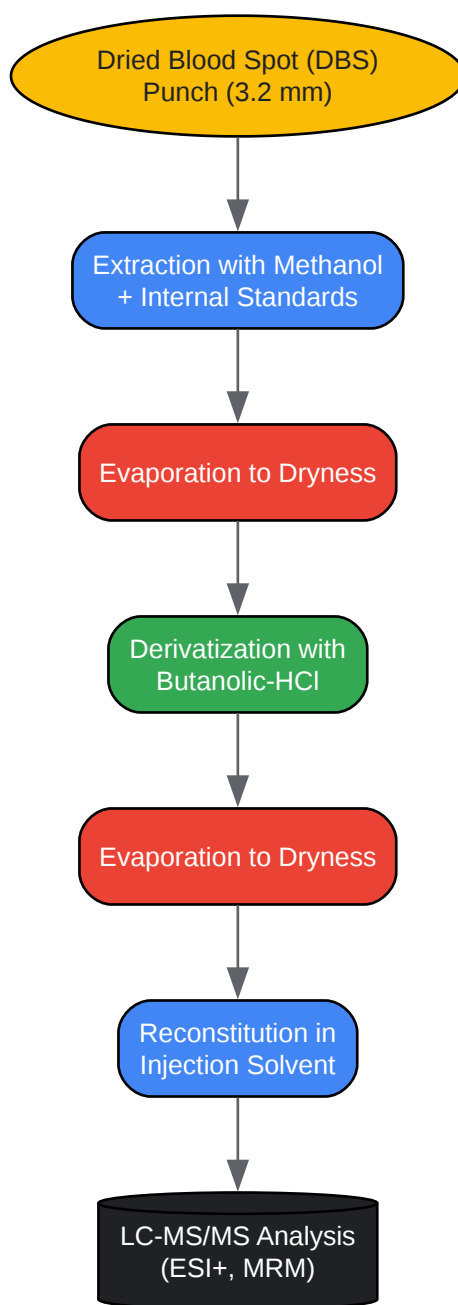 Dried Blood Spot (DBS)
Punch (3.2 mm)
Extraction with Methanol
+ Internal Standards
Evaporation to Dryness
Derivatization with
Butanolic-HCl
Evaporation to Dryness
Reconstitution in
Injection Solvent
LC-MS/MS Analysis
(ESI+, MRM)